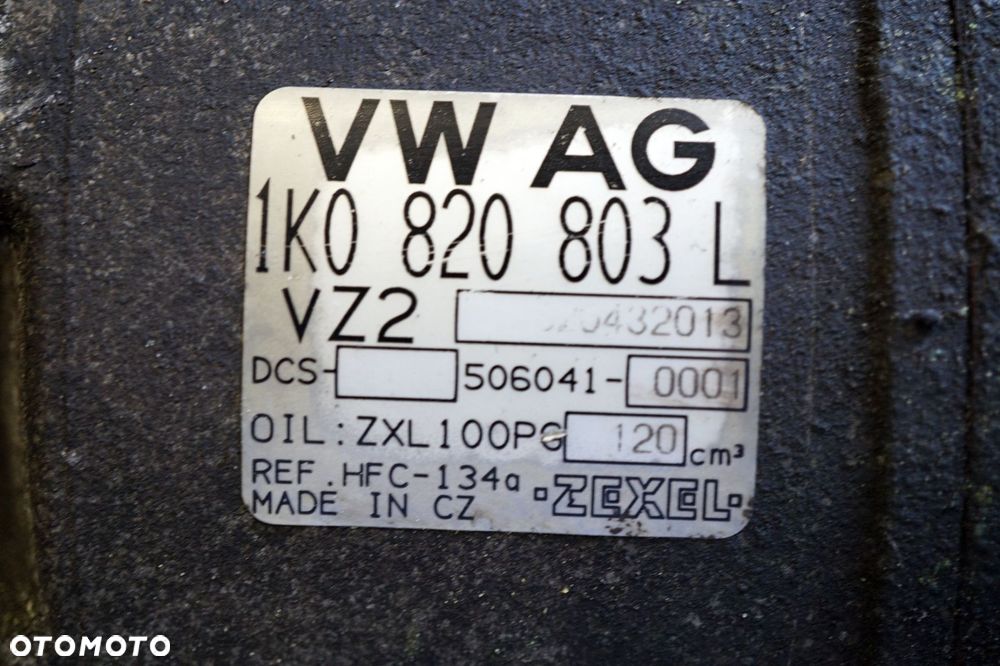 VW AG
1K0 820 803 L
VZ2
DCS- 506041- 0001
OIL: ZXL100PG 120 cm³
REF. HFC-134a
MADE IN CZ ·ZEXEL·
OTOMOTO